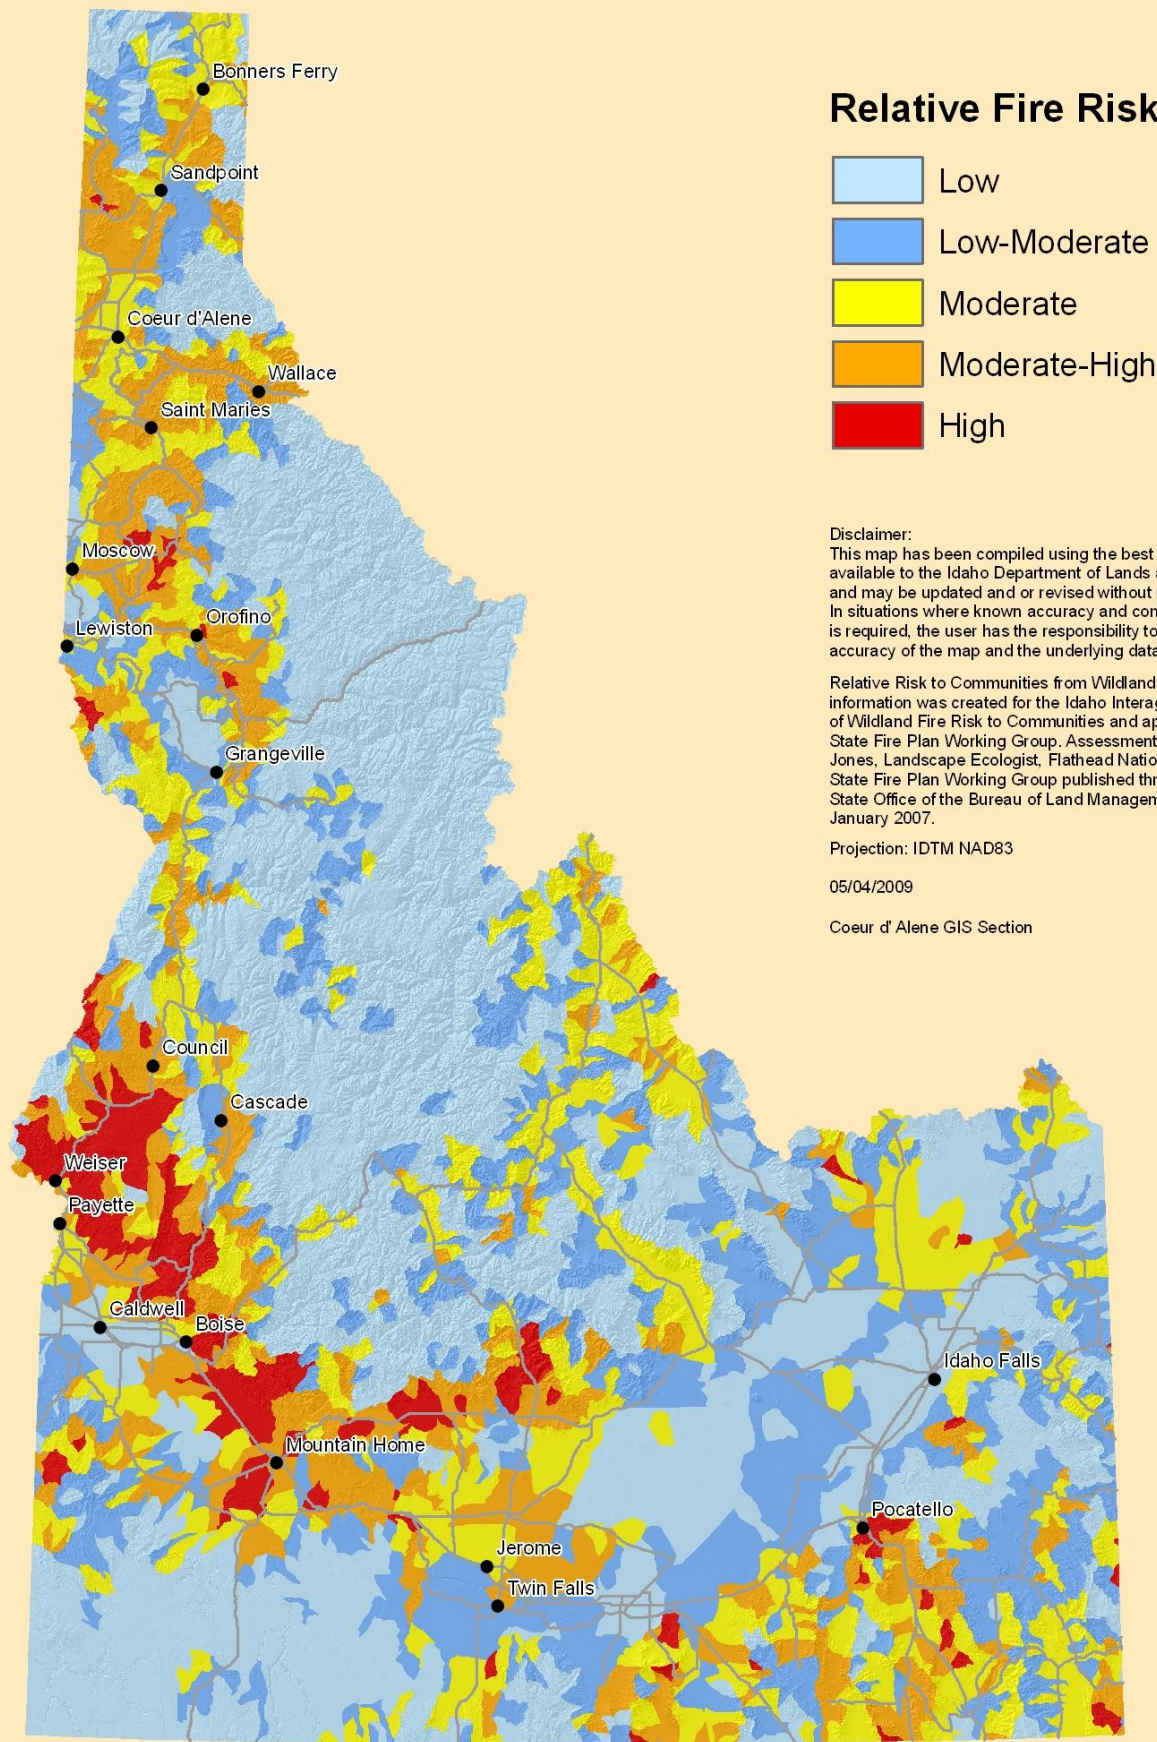 Bonners Ferry
Sandpoint
Coeur d'Alene
Wallace
Saint Maries
Moscow
Orofino
Lewiston
Grangeville
Council
Cascade
Weiser
Payette
Caldwell
Boise
Idaho Falls
Mountain Home
Pocatello
Jerome
Twin Falls
Relative Fire Risk
Low
Low-Moderate
Moderate
Moderate-High
High
Disclaimer:
This map has been compiled using the best
available to the Idaho Department of Lands
and may be updated and or revised without
In situations where known accuracy and
is required, the user has the responsibility to
accuracy of the map and the underlying data
Relative Risk to Communities from Wildland
information was created for the Idaho
of Wildland Fire Risk to Communities and
State Fire Plan Working Group. Assessment
Jones, Landscape Ecologist, Flathead
State Fire Plan Working Group published
State Office of the Bureau of Land
January 2007.
Projection: IDTM NAD83
05/04/2009
Coeur d' Alene GIS Section